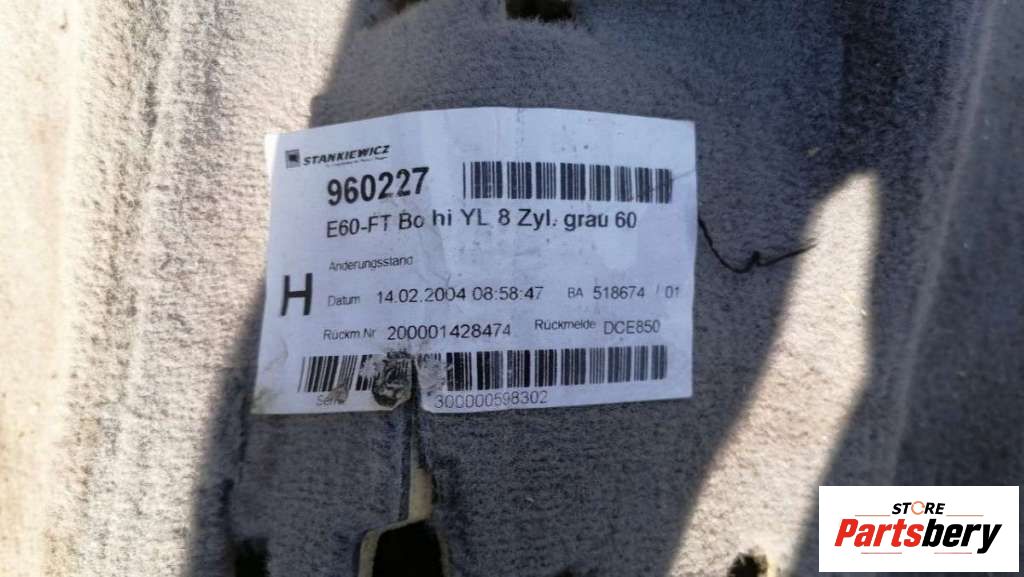 STANKIEWICZ
960227
E60-FT Bo hi YL 8 Zyl. grau 60
Änderungsstand
H
Datum 14.02.2004 08:58:47 BA 518674 / 01
Rückm.Nr 200001428474 Rückmelde DCE850
300000598302
STORE
Partsbery